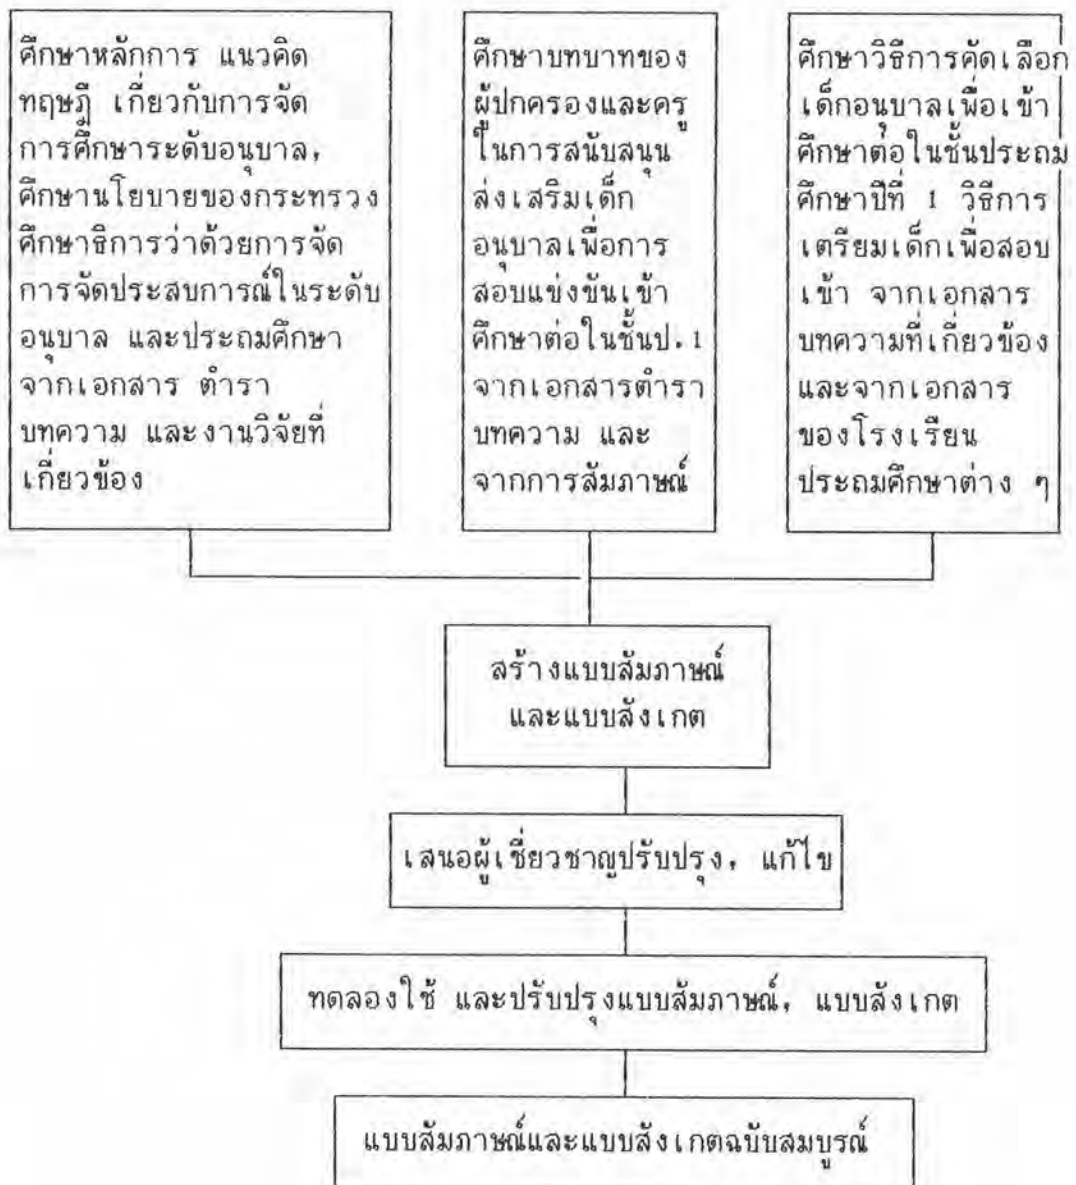 ศึกษาหลักการ แนวคิด
ทฤษฎี เกี่ยวกับการจัด
การศึกษาระดับอนุบาล,
ศึกษานโยบายของกระทรวง
ศึกษาธิการว่าด้วยการจัด
การจัดประสบการณ์ในระดับ
อนุบาล และประถมศึกษา
จากเอกสาร ตำรา
บทความ และงานวิจัยที่
เกี่ยวข้อง
ศึกษาบทบาทของ
ผู้ปกครองและครู
ในการสนับสนุน
ส่งเสริมเด็ก
อนุบาลเพื่อการ
สอบแข่งขันเข้า
ศึกษาต่อในชั้นป.1
จากเอกสารตำรา
บทความ และ
จากการสัมภาษณ์
ศึกษาวิธีการคัดเลือก
เด็กอนุบาลเพื่อเข้า
ศึกษาต่อในชั้นประถม
ศึกษาปีที่ 1 วิธีการ
เตรียมเด็กเพื่อสอบ
เข้า จากเอกสาร
บทความที่เกี่ยวข้อง
และจากเอกสาร
ของโรงเรียน
ประถมศึกษาต่าง ๆ
สร้างแบบสัมภาษณ์
และแบบสังเกต
เสนอผู้เชี่ยวชาญปรับปรุง, แก้ไข
ทดลองใช้ และปรับปรุงแบบสัมภาษณ์, แบบสังเกต
แบบสัมภาษณ์และแบบสังเกตฉบับสมบูรณ์